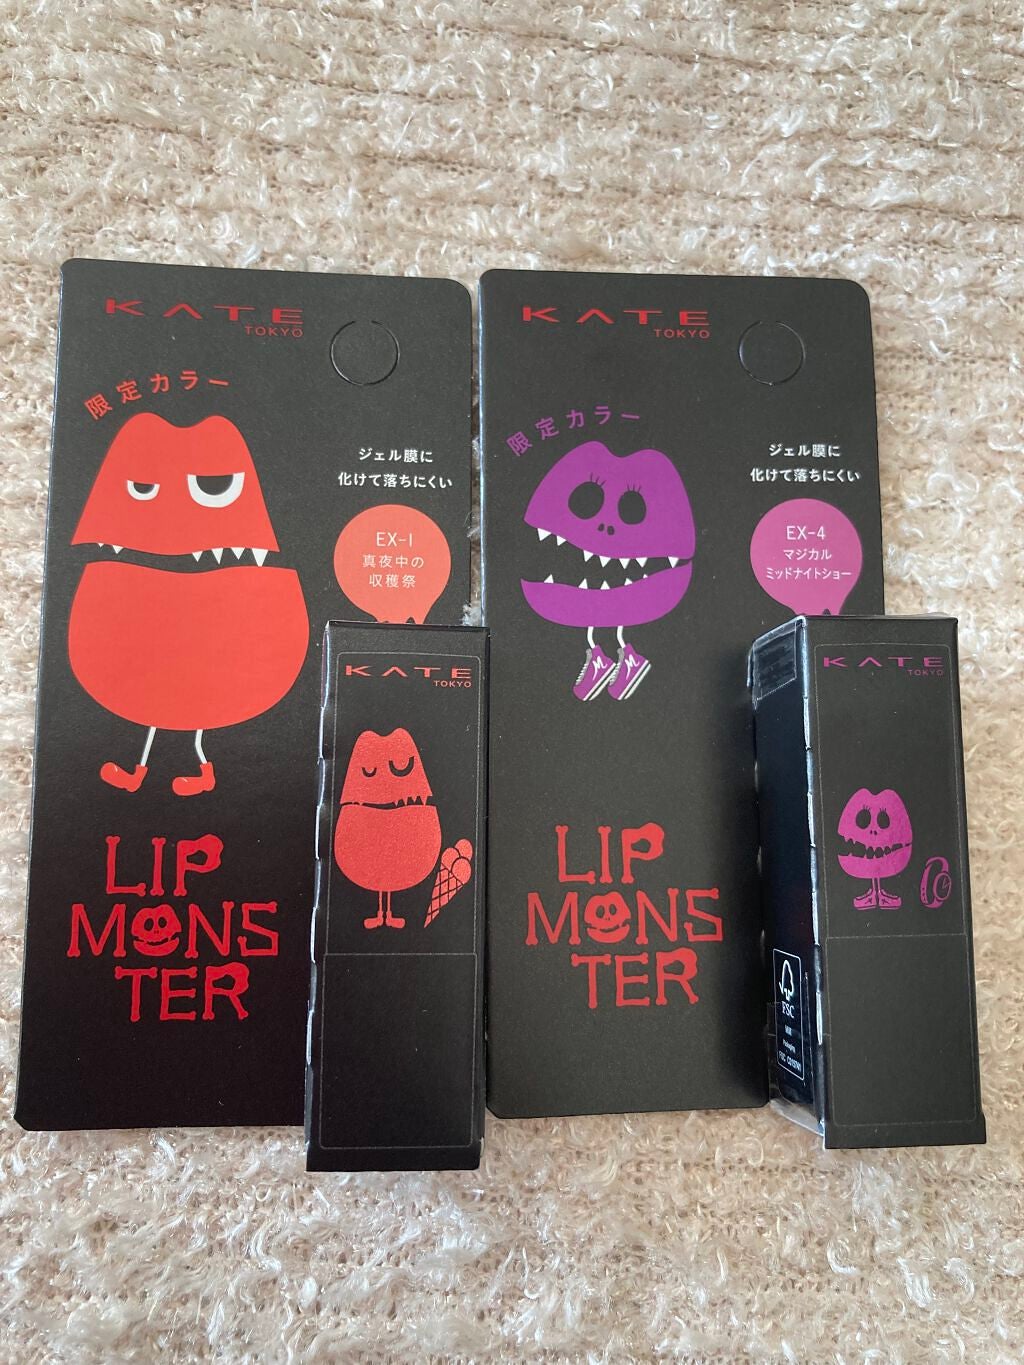 KATE
TOKYO
限定カラー
ジェル膜に
化けて落ちにくい
EX-1
真夜中の
収穫祭
LIP
MONS
TER
KATE
TOKYO
KATE
TOKYO
限定カラー
ジェル膜に
化けて落ちにくい
EX-4
マジカル
ミッドナイトショー
LIP
MONS
TER
KATE
TOKYO
FSC